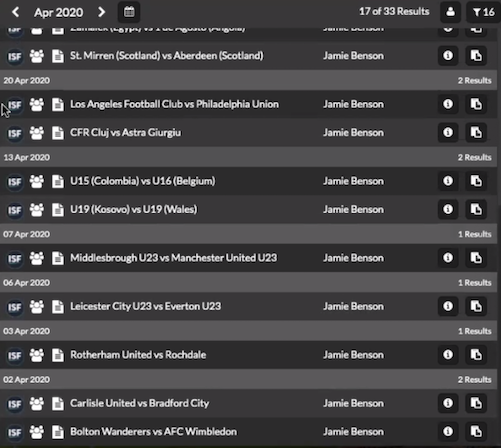 Apr 2020 17 of 33 Results 16
ISF Zamalek (Egypt) vs 1 de Agosto (Angola) Jamie Benson
ISF St. Mirren (Scotland) vs Aberdeen (Scotland) Jamie Benson
20 Apr 2020 2 Results
ISF Los Angeles Football Club vs Philadelphia Union Jamie Benson
ISF CFR Cluj vs Astra Giurgiu Jamie Benson
13 Apr 2020 2 Results
ISF U15 (Colombia) vs U16 (Belgium) Jamie Benson
ISF U19 (Kosovo) vs U19 (Wales) Jamie Benson
07 Apr 2020 1 Results
ISF Middlesbrough U23 vs Manchester United U23 Jamie Benson
06 Apr 2020 1 Results
ISF Leicester City U23 vs Everton U23 Jamie Benson
03 Apr 2020 1 Results
ISF Rotherham United vs Rochdale Jamie Benson
02 Apr 2020 2 Results
ISF Carlisle United vs Bradford City Jamie Benson
ISF Bolton Wanderers vs AFC Wimbledon Jamie Benson